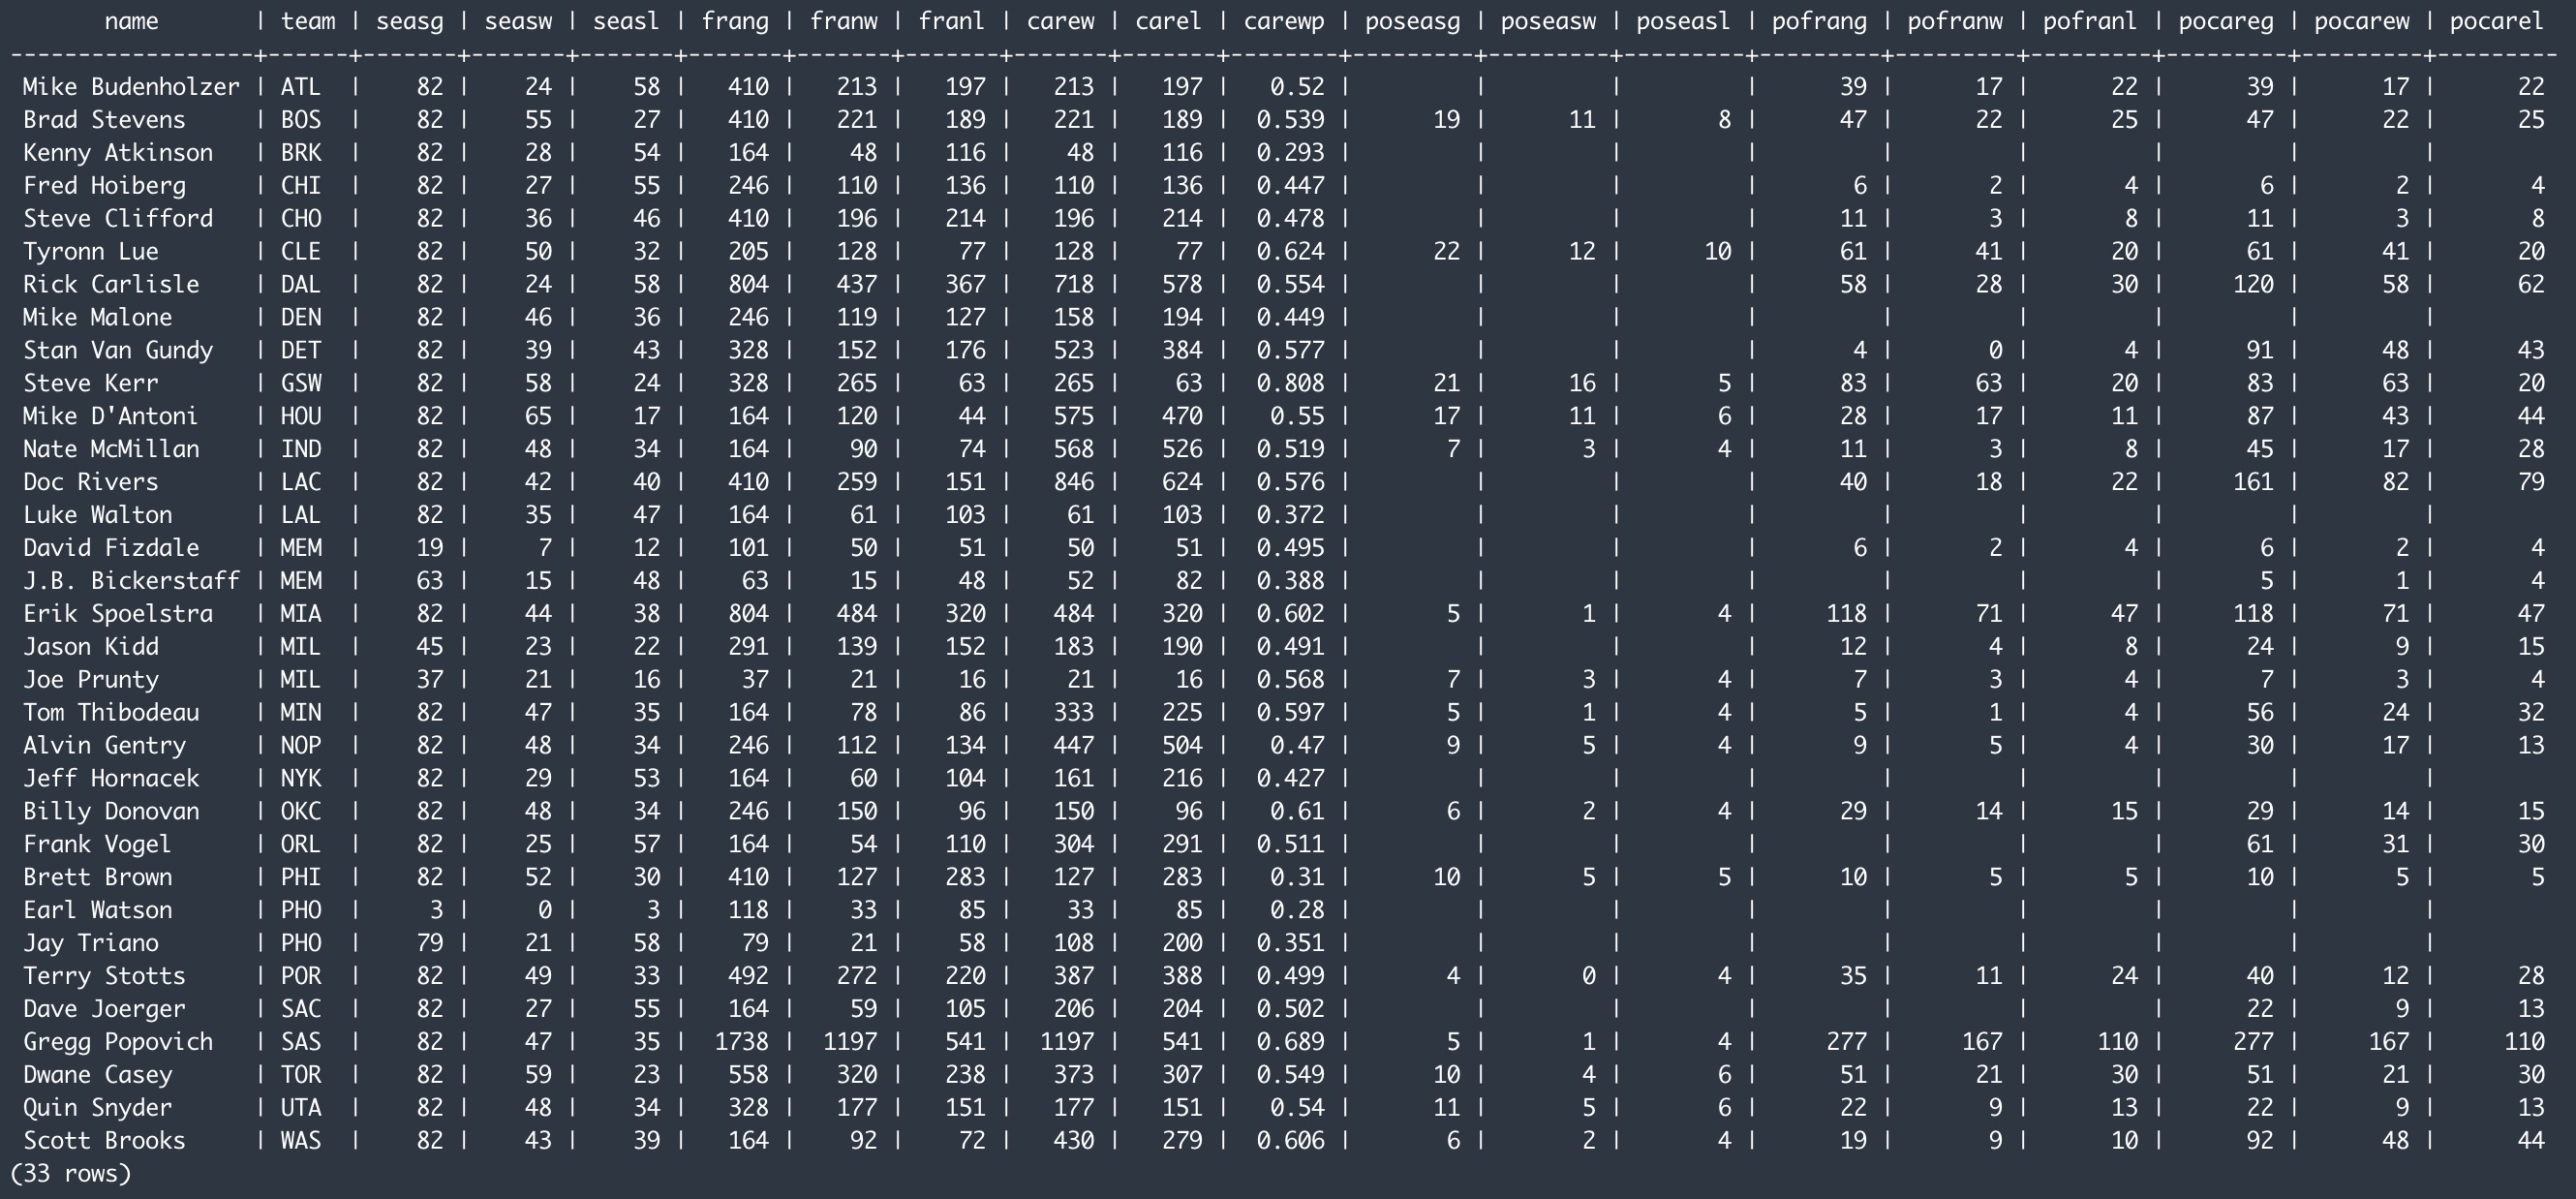 name | team | seasg | seasw | seasl | frang | franw | franl | carew | carel | carewp | poseasg | poseasw | poseasl | pofrang | pofranw | pofranl | pocareg | pocarew | pocarel
------------------+------+-------+-------+-------+-------+-------+-------+-------+-------+--------+---------+---------+---------+---------+---------+---------+---------+---------+---------
Mike Budenholzer | ATL | 82 | 24 | 58 | 410 | 213 | 197 | 213 | 197 | 0.52 | | | | 39 | 17 | 22 | 39 | 17 | 22
Brad Stevens | BOS | 82 | 55 | 27 | 410 | 221 | 189 | 221 | 189 | 0.539 | 19 | 11 | 8 | 47 | 22 | 25 | 47 | 22 | 25
Kenny Atkinson | BRK | 82 | 28 | 54 | 164 | 48 | 116 | 48 | 116 | 0.293 | | | | | | | | |
Fred Hoiberg | CHI | 82 | 27 | 55 | 246 | 110 | 136 | 110 | 136 | 0.447 | | | | 6 | 2 | 4 | 6 | 2 | 4
Steve Clifford | CHO | 82 | 36 | 46 | 410 | 196 | 214 | 196 | 214 | 0.478 | | | | 11 | 3 | 8 | 11 | 3 | 8
Tyronn Lue | CLE | 82 | 50 | 32 | 205 | 128 | 77 | 128 | 77 | 0.624 | 22 | 12 | 10 | 61 | 41 | 20 | 61 | 41 | 20
Rick Carlisle | DAL | 82 | 24 | 58 | 804 | 437 | 367 | 718 | 578 | 0.554 | | | | 58 | 28 | 30 | 120 | 58 | 62
Mike Malone | DEN | 82 | 46 | 36 | 246 | 119 | 127 | 158 | 194 | 0.449 | | | | | | | | |
Stan Van Gundy | DET | 82 | 39 | 43 | 328 | 152 | 176 | 523 | 384 | 0.577 | | | | 4 | 0 | 4 | 91 | 48 | 43
Steve Kerr | GSW | 82 | 58 | 24 | 328 | 265 | 63 | 265 | 63 | 0.808 | 21 | 16 | 5 | 83 | 63 | 20 | 83 | 63 | 20
Mike D'Antoni | HOU | 82 | 65 | 17 | 164 | 120 | 44 | 575 | 470 | 0.55 | 17 | 11 | 6 | 28 | 17 | 11 | 87 | 43 | 44
Nate McMillan | IND | 82 | 48 | 34 | 164 | 90 | 74 | 568 | 526 | 0.519 | 7 | 3 | 4 | 11 | 3 | 8 | 45 | 17 | 28
Doc Rivers | LAC | 82 | 42 | 40 | 410 | 259 | 151 | 846 | 624 | 0.576 | | | | 40 | 18 | 22 | 161 | 82 | 79
Luke Walton | LAL | 82 | 35 | 47 | 164 | 61 | 103 | 61 | 103 | 0.372 | | | | | | | | |
David Fizdale | MEM | 19 | 7 | 12 | 101 | 50 | 51 | 50 | 51 | 0.495 | | | | 6 | 2 | 4 | 6 | 2 | 4
J.B. Bickerstaff | MEM | 63 | 15 | 48 | 63 | 15 | 48 | 52 | 82 | 0.388 | | | | | | | 5 | 1 | 4
Erik Spoelstra | MIA | 82 | 44 | 38 | 804 | 484 | 320 | 484 | 320 | 0.602 | 5 | 1 | 4 | 118 | 71 | 47 | 118 | 71 | 47
Jason Kidd | MIL | 45 | 23 | 22 | 291 | 139 | 152 | 183 | 190 | 0.491 | | | | 12 | 4 | 8 | 24 | 9 | 15
Joe Prunty | MIL | 37 | 21 | 16 | 37 | 21 | 16 | 21 | 16 | 0.568 | 7 | 3 | 4 | 7 | 3 | 4 | 7 | 3 | 4
Tom Thibodeau | MIN | 82 | 47 | 35 | 164 | 78 | 86 | 333 | 225 | 0.597 | 5 | 1 | 4 | 5 | 1 | 4 | 56 | 24 | 32
Alvin Gentry | NOP | 82 | 48 | 34 | 246 | 112 | 134 | 447 | 504 | 0.47 | 9 | 5 | 4 | 9 | 5 | 4 | 30 | 17 | 13
Jeff Hornacek | NYK | 82 | 29 | 53 | 164 | 60 | 104 | 161 | 216 | 0.427 | | | | | | | | |
Billy Donovan | OKC | 82 | 48 | 34 | 246 | 150 | 96 | 150 | 96 | 0.61 | 6 | 2 | 4 | 29 | 14 | 15 | 29 | 14 | 15
Frank Vogel | ORL | 82 | 25 | 57 | 164 | 54 | 110 | 304 | 291 | 0.511 | | | | | | | 61 | 31 | 30
Brett Brown | PHI | 82 | 52 | 30 | 410 | 127 | 283 | 127 | 283 | 0.31 | 10 | 5 | 5 | 10 | 5 | 5 | 10 | 5 | 5
Earl Watson | PHO | 3 | 0 | 3 | 118 | 33 | 85 | 33 | 85 | 0.28 | | | | | | | | |
Jay Triano | PHO | 79 | 21 | 58 | 79 | 21 | 58 | 108 | 200 | 0.351 | | | | | | | | |
Terry Stotts | POR | 82 | 49 | 33 | 492 | 272 | 220 | 387 | 388 | 0.499 | 4 | 0 | 4 | 35 | 11 | 24 | 40 | 12 | 28
Dave Joerger | SAC | 82 | 27 | 55 | 164 | 59 | 105 | 206 | 204 | 0.502 | | | | | | | 22 | 9 | 13
Gregg Popovich | SAS | 82 | 47 | 35 | 1738 | 1197 | 541 | 1197 | 541 | 0.689 | 5 | 1 | 4 | 277 | 167 | 110 | 277 | 167 | 110
Dwane Casey | TOR | 82 | 59 | 23 | 558 | 320 | 238 | 373 | 307 | 0.549 | 10 | 4 | 6 | 51 | 21 | 30 | 51 | 21 | 30
Quin Snyder | UTA | 82 | 48 | 34 | 328 | 177 | 151 | 177 | 151 | 0.54 | 11 | 5 | 6 | 22 | 9 | 13 | 22 | 9 | 13
Scott Brooks | WAS | 82 | 43 | 39 | 164 | 92 | 72 | 430 | 279 | 0.606 | 6 | 2 | 4 | 19 | 9 | 10 | 92 | 48 | 44
(33 rows)